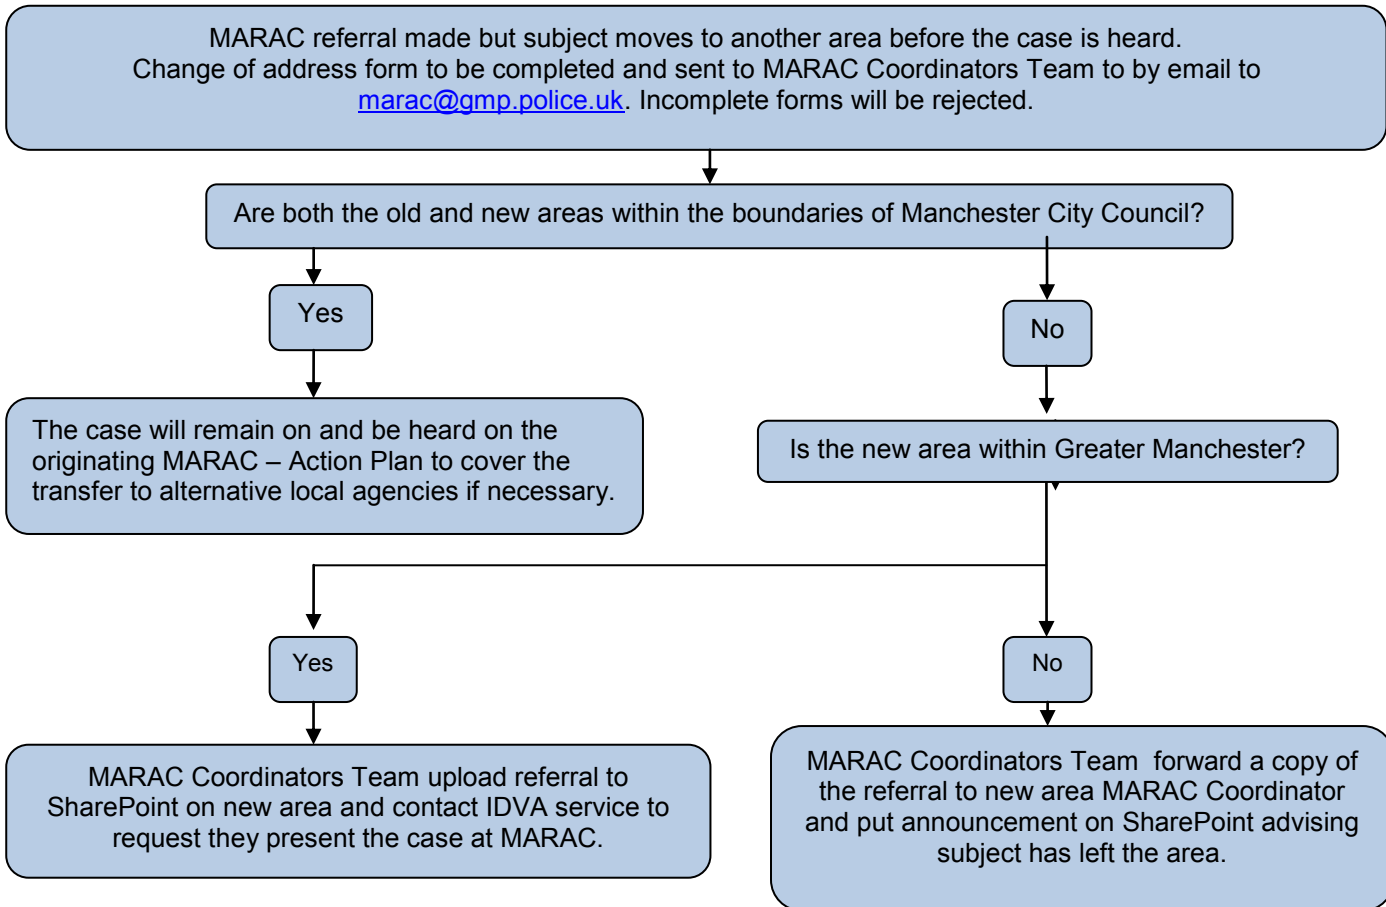 MARAC referral made but subject moves to another area before the case is heard.
Change of address form to be completed and sent to MARAC Coordinators Team to by email to
marac@gmp.police.uk. Incomplete forms will be rejected.
Are both the old and new areas within the boundaries of Manchester City Council?
Yes
No
The case will remain on and be heard on the
originating MARAC – Action Plan to cover the
transfer to alternative local agencies if necessary.
Is the new area within Greater Manchester?
Yes
No
MARAC Coordinators Team upload referral to
SharePoint on new area and contact IDVA service to
request they present the case at MARAC.
MARAC Coordinators Team  forward a copy of
the referral to new area MARAC Coordinator
and put announcement on SharePoint advising
subject has left the area.